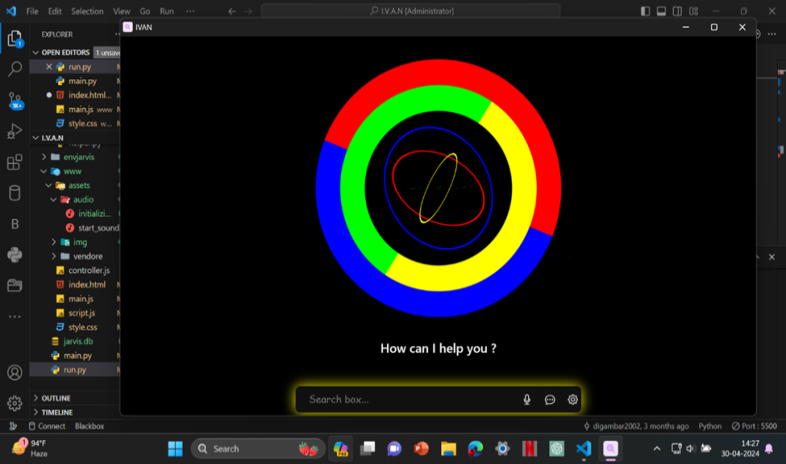 File Edit Selection View Go Run ··· I.V.A.N [Administrator]
IVAN
EXPLORER
OPEN EDITORS 1 unsav
run.py
main.py
index.html...
main.js www
style.css w...
I.V.A.N
envjarvis
www
assets
audio
initializi...
start_sound
img
vendore
controller.js
index.html
main.js
script.js
style.css
jarvis.db
main.py
run.py
OUTLINE
TIMELINE
How can I help you ?
Search box...
Connect Blackbox digambar2002, 3 months ago Python Port : 5500
94°F
Haze
Search
14:27
30-04-2024